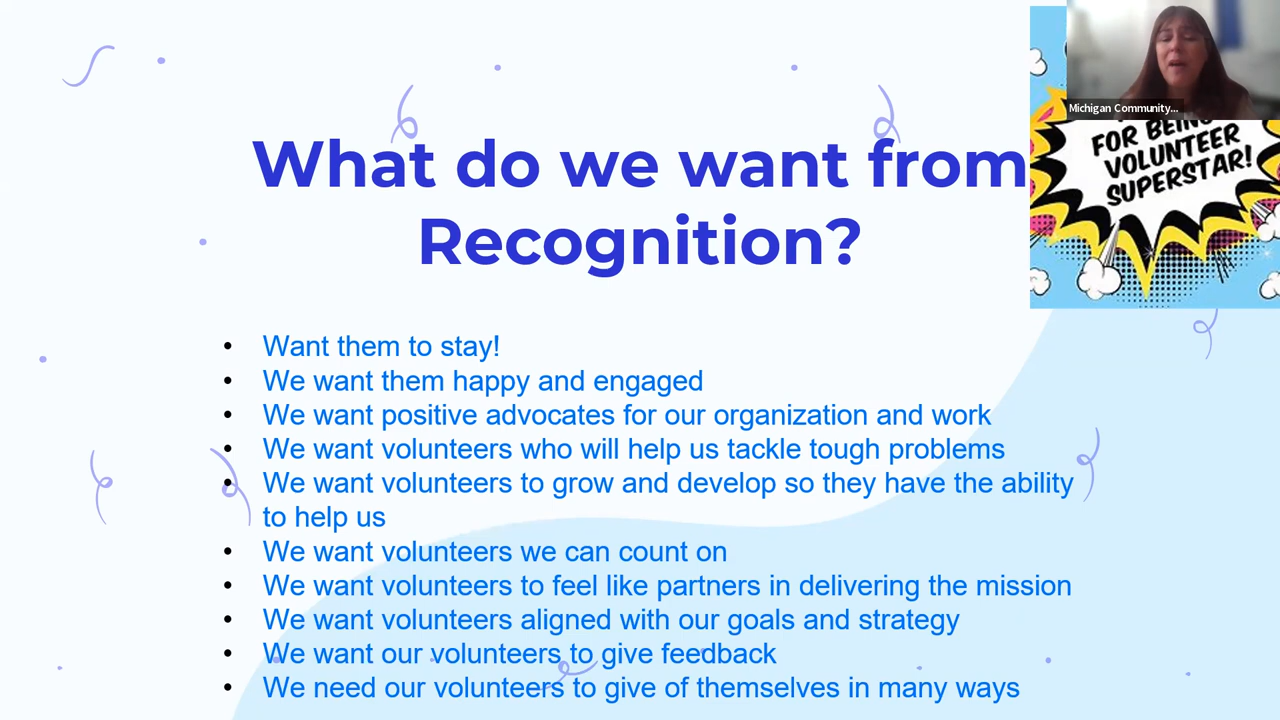 Michigan Community...
FOR BEING
VOLUNTEER
SUPERSTAR!
What do we want from
Recognition?
• Want them to stay!
• We want them happy and engaged
• We want positive advocates for our organization and work
• We want volunteers who will help us tackle tough problems
• We want volunteers to grow and develop so they have the ability
to help us
• We want volunteers we can count on
• We want volunteers to feel like partners in delivering the mission
• We want volunteers aligned with our goals and strategy
• We want our volunteers to give feedback
• We need our volunteers to give of themselves in many ways